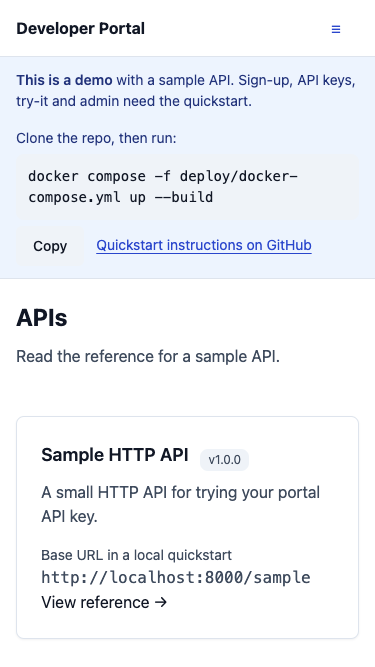 Developer Portal
≡
This is a demo with a sample API. Sign-up, API keys,
try-it and admin need the quickstart.
Clone the repo, then run:
docker compose -f deploy/docker-
compose.yml up --build
Copy
Quickstart instructions on GitHub
APIs
Read the reference for a sample API.
Sample HTTP API v1.0.0
A small HTTP API for trying your portal
API key.
Base URL in a local quickstart
http://localhost:8000/sample
View reference →